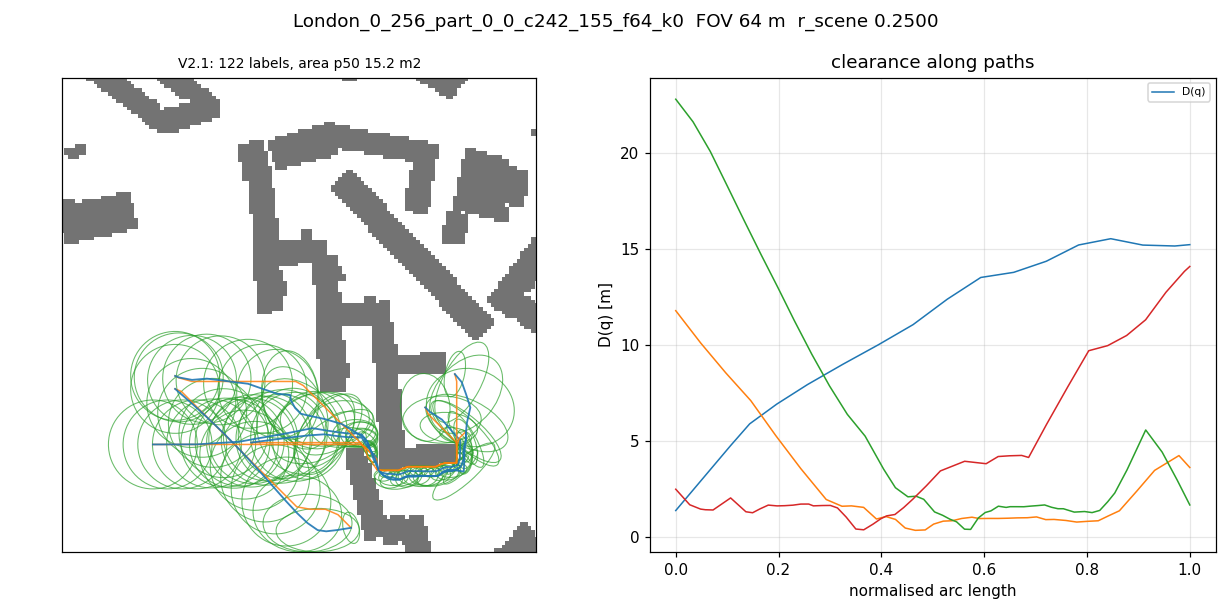 London_0_256_part_0_0_c242_155_f64_k0  FOV 64 m  r_scene 0.2500
V2.1: 122 labels, area p50 15.2 m2
clearance along paths
D(q)
20
15
10
5
0
D(q) [m]
0.0 0.2 0.4 0.6 0.8 1.0
normalised arc length